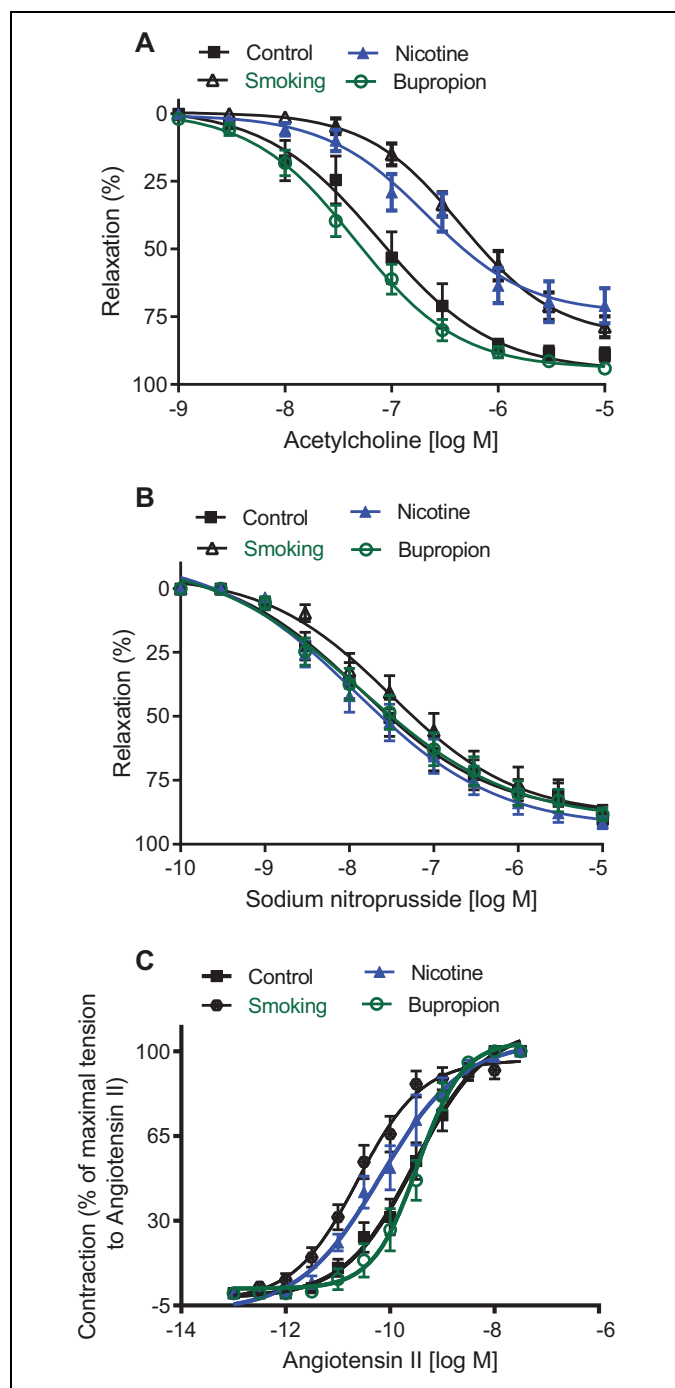 A
Control
Nicotine
Smoking
Bupropion
0
25
50
75
100
Relaxation (%)
-9 -8 -7 -6 -5
Acetylcholine [log M]
B
Control
Nicotine
Smoking
Bupropion
0
25
50
75
100
Relaxation (%)
-10 -9 -8 -7 -6 -5
Sodium nitroprusside [log M]
C
Control
Nicotine
Smoking
Bupropion
100
65
30
-5
Contraction (% of maximal tension
to Angiotensin II)
-14 -12 -10 -8 -6
Angiotensin II [log M]